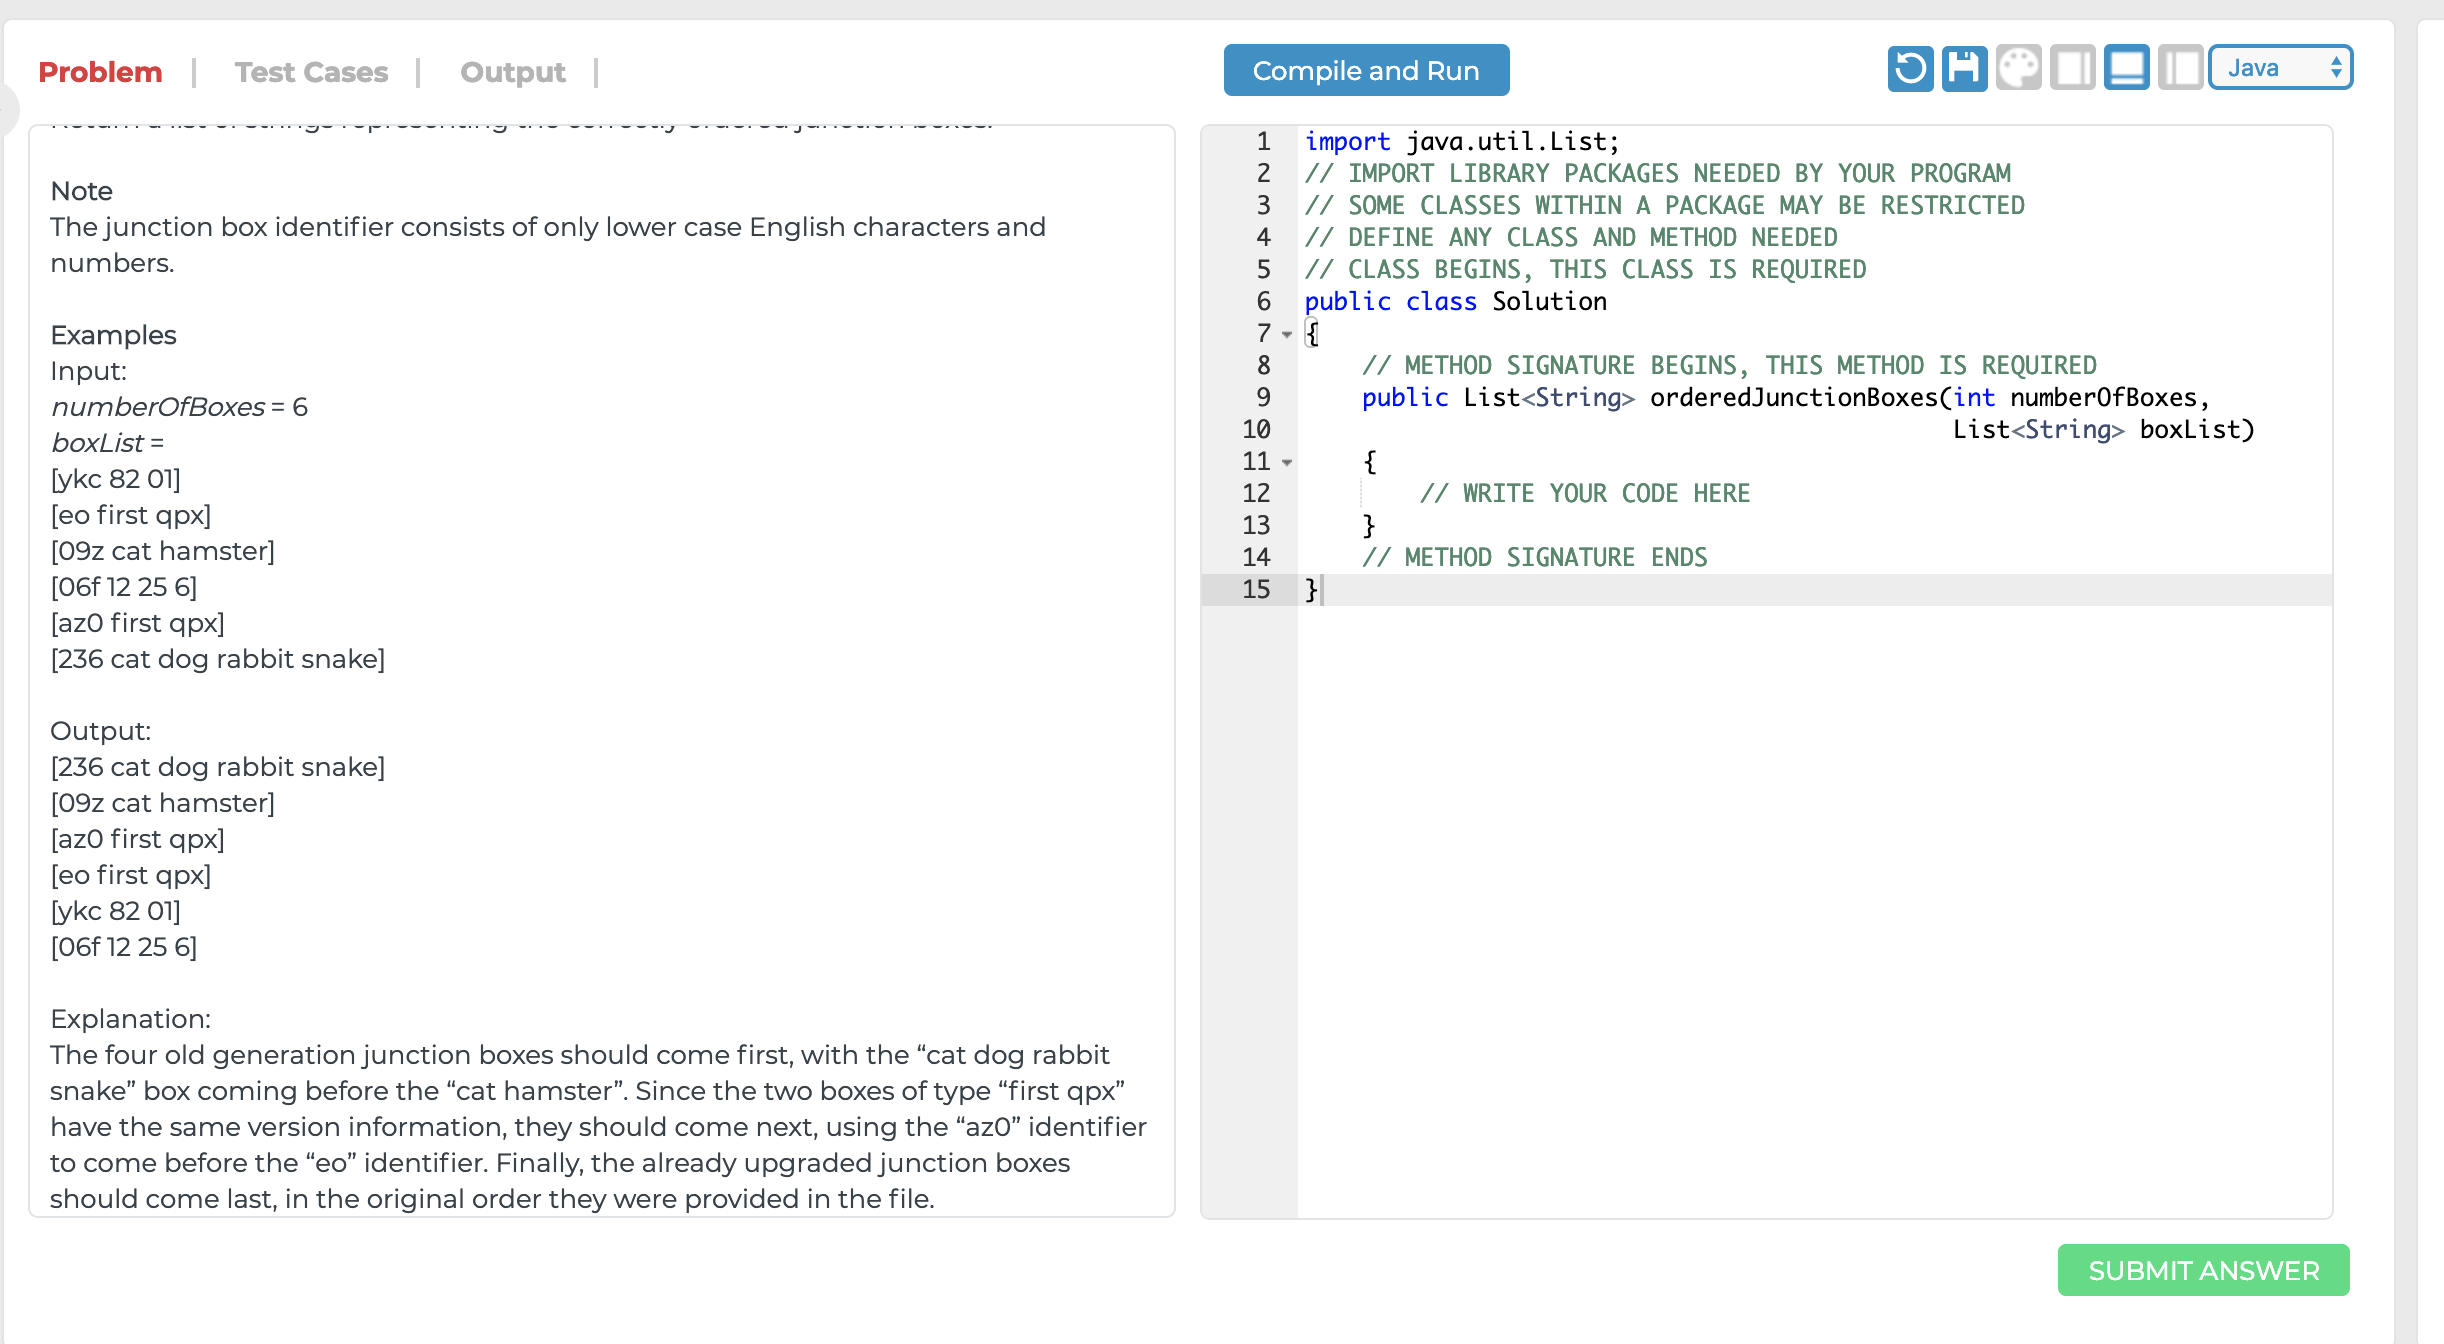 Problem | Test Cases | Output |
Compile and Run
Java
Return a list of strings representing the correctly ordered junction boxes.
Note
The junction box identifier consists of only lower case English characters and
numbers.
Examples
Input:
numberOfBoxes = 6
boxList =
[ykc 82 01]
[eo first qpx]
[09z cat hamster]
[06f 12 25 6]
[az0 first qpx]
[236 cat dog rabbit snake]
Output:
[236 cat dog rabbit snake]
[09z cat hamster]
[az0 first qpx]
[eo first qpx]
[ykc 82 01]
[06f 12 25 6]
Explanation:
The four old generation junction boxes should come first, with the “cat dog rabbit
snake” box coming before the “cat hamster”. Since the two boxes of type “first qpx”
have the same version information, they should come next, using the “az0” identifier
to come before the “eo” identifier. Finally, the already upgraded junction boxes
should come last, in the original order they were provided in the file.
1 import java.util.List;
2 // IMPORT LIBRARY PACKAGES NEEDED BY YOUR PROGRAM
3 // SOME CLASSES WITHIN A PACKAGE MAY BE RESTRICTED
4 // DEFINE ANY CLASS AND METHOD NEEDED
5 // CLASS BEGINS, THIS CLASS IS REQUIRED
6 public class Solution
7 {
8 // METHOD SIGNATURE BEGINS, THIS METHOD IS REQUIRED
9 public List<String> orderedJunctionBoxes(int numberOfBoxes,
10 List<String> boxList)
11 {
12 // WRITE YOUR CODE HERE
13 }
14 // METHOD SIGNATURE ENDS
15 }
SUBMIT ANSWER